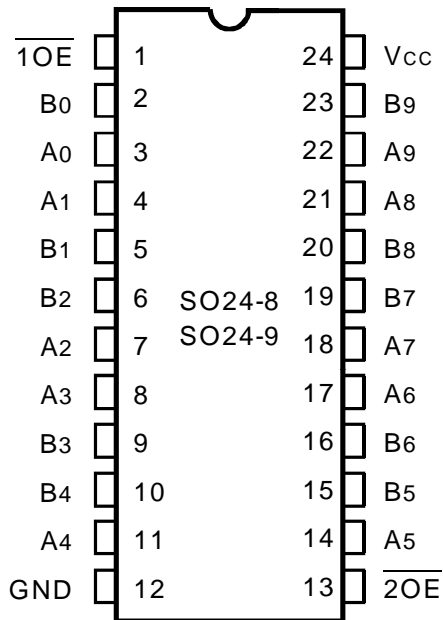 1OE 1 24 VCC
B0 2 23 B9
A0 3 22 A9
A1 4 21 A8
B1 5 20 B8
B2 6 SO24-8 19 B7
A2 7 SO24-9 18 A7
A3 8 17 A6
B3 9 16 B6
B4 10 15 B5
A4 11 14 A5
GND 12 13 2OE